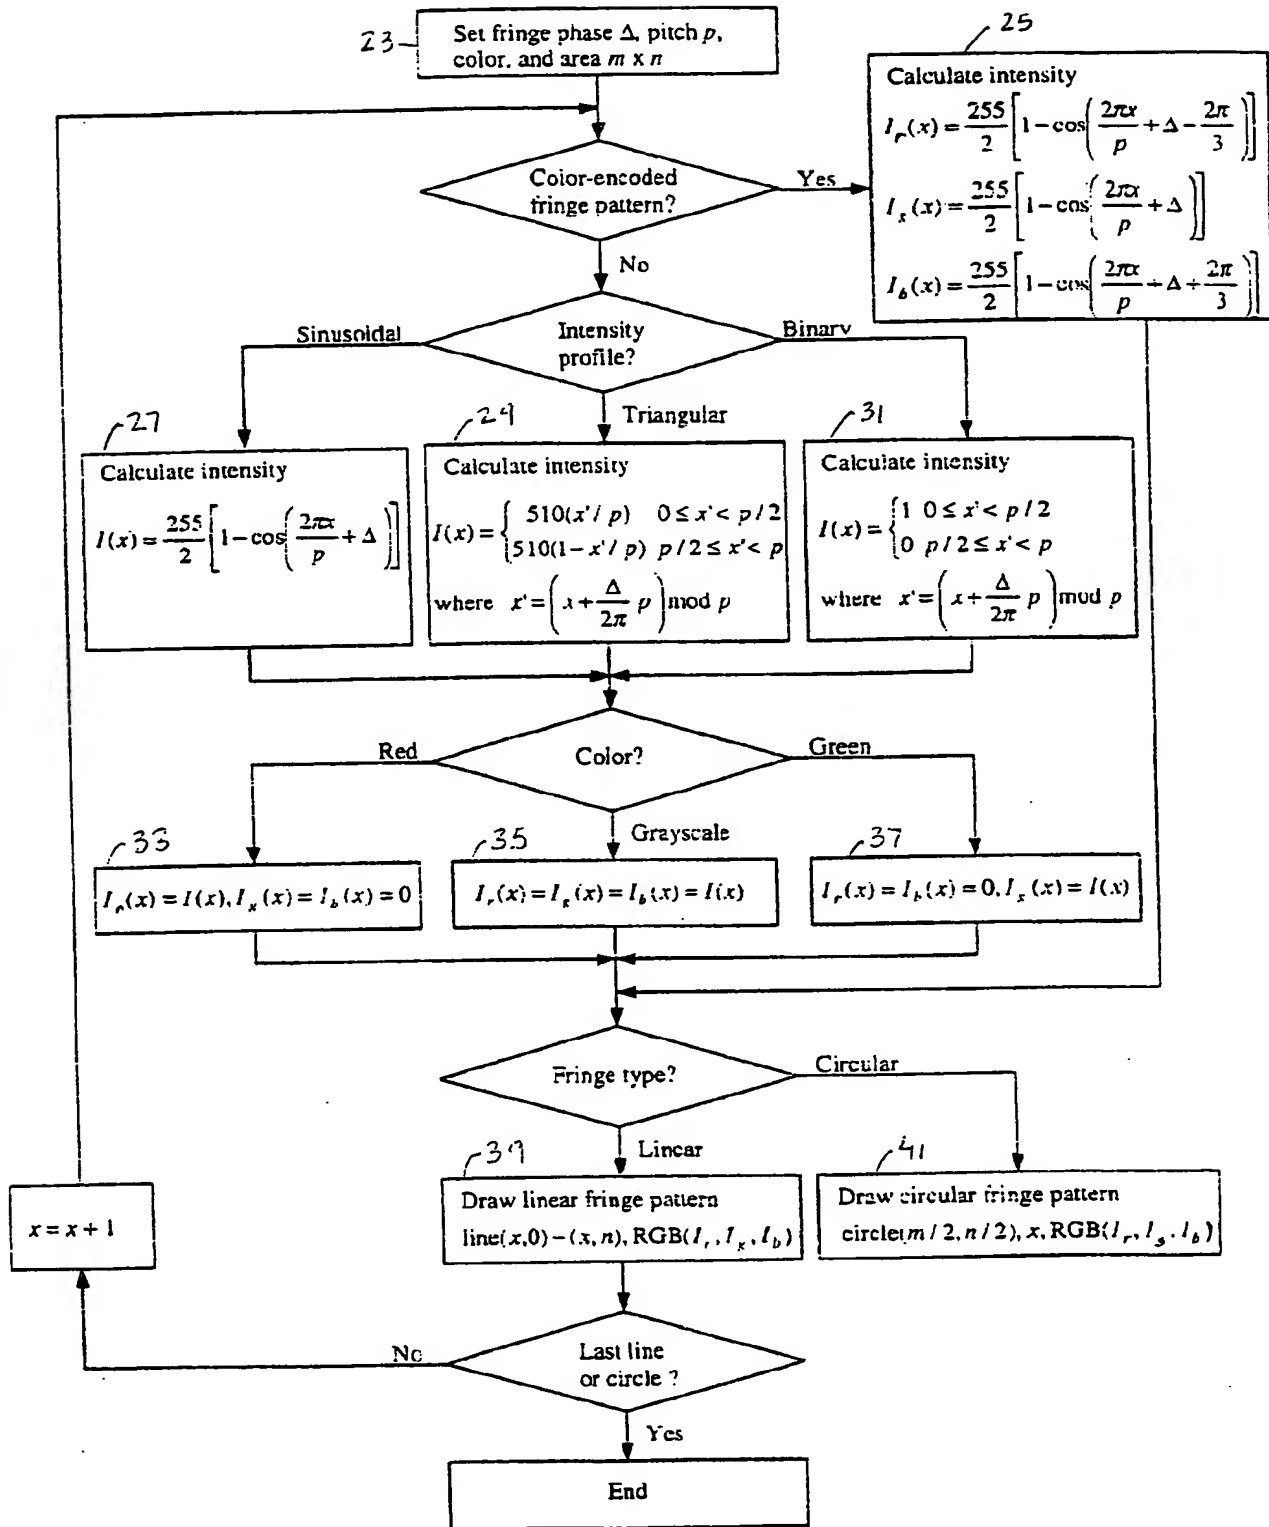 23
Set fringe phase Δ, pitch p,
color, and area m x n
25
Calculate intensity
I_r(x) = 255/2 [1 − cos(2πx/p + Δ − 2π/3)]
I_g(x) = 255/2 [1 − cos(2πx/p + Δ)]
I_b(x) = 255/2 [1 − cos(2πx/p + Δ + 2π/3)]
Color-encoded
fringe pattern?
Yes
No
Intensity
profile?
Sinusoidal
Binary
Triangular
27
Calculate intensity
I(x) = 255/2 [1 − cos(2πx/p + Δ)]
29
Calculate intensity
I(x) = { 510(x'/p) 0 ≤ x' < p/2
510(1 − x'/p) p/2 ≤ x' < p
where x' = (x + Δ/2π p) mod p
31
Calculate intensity
I(x) = { 1 0 ≤ x' < p/2
0 p/2 ≤ x' < p
where x' = (x + Δ/2π p) mod p
Color?
Red
Green
Grayscale
33
I_r(x) = I(x), I_g(x) = I_b(x) = 0
35
I_r(x) = I_g(x) = I_b(x) = I(x)
37
I_r(x) = I_b(x) = 0, I_g(x) = I(x)
Fringe type?
Circular
Linear
39
Draw linear fringe pattern
line(x,0) − (x, n), RGB(I_r, I_g, I_b)
41
Draw circular fringe pattern
circle(m/2, n/2), x, RGB(I_r, I_g, I_b)
x = x + 1
Last line
or circle ?
No
Yes
End